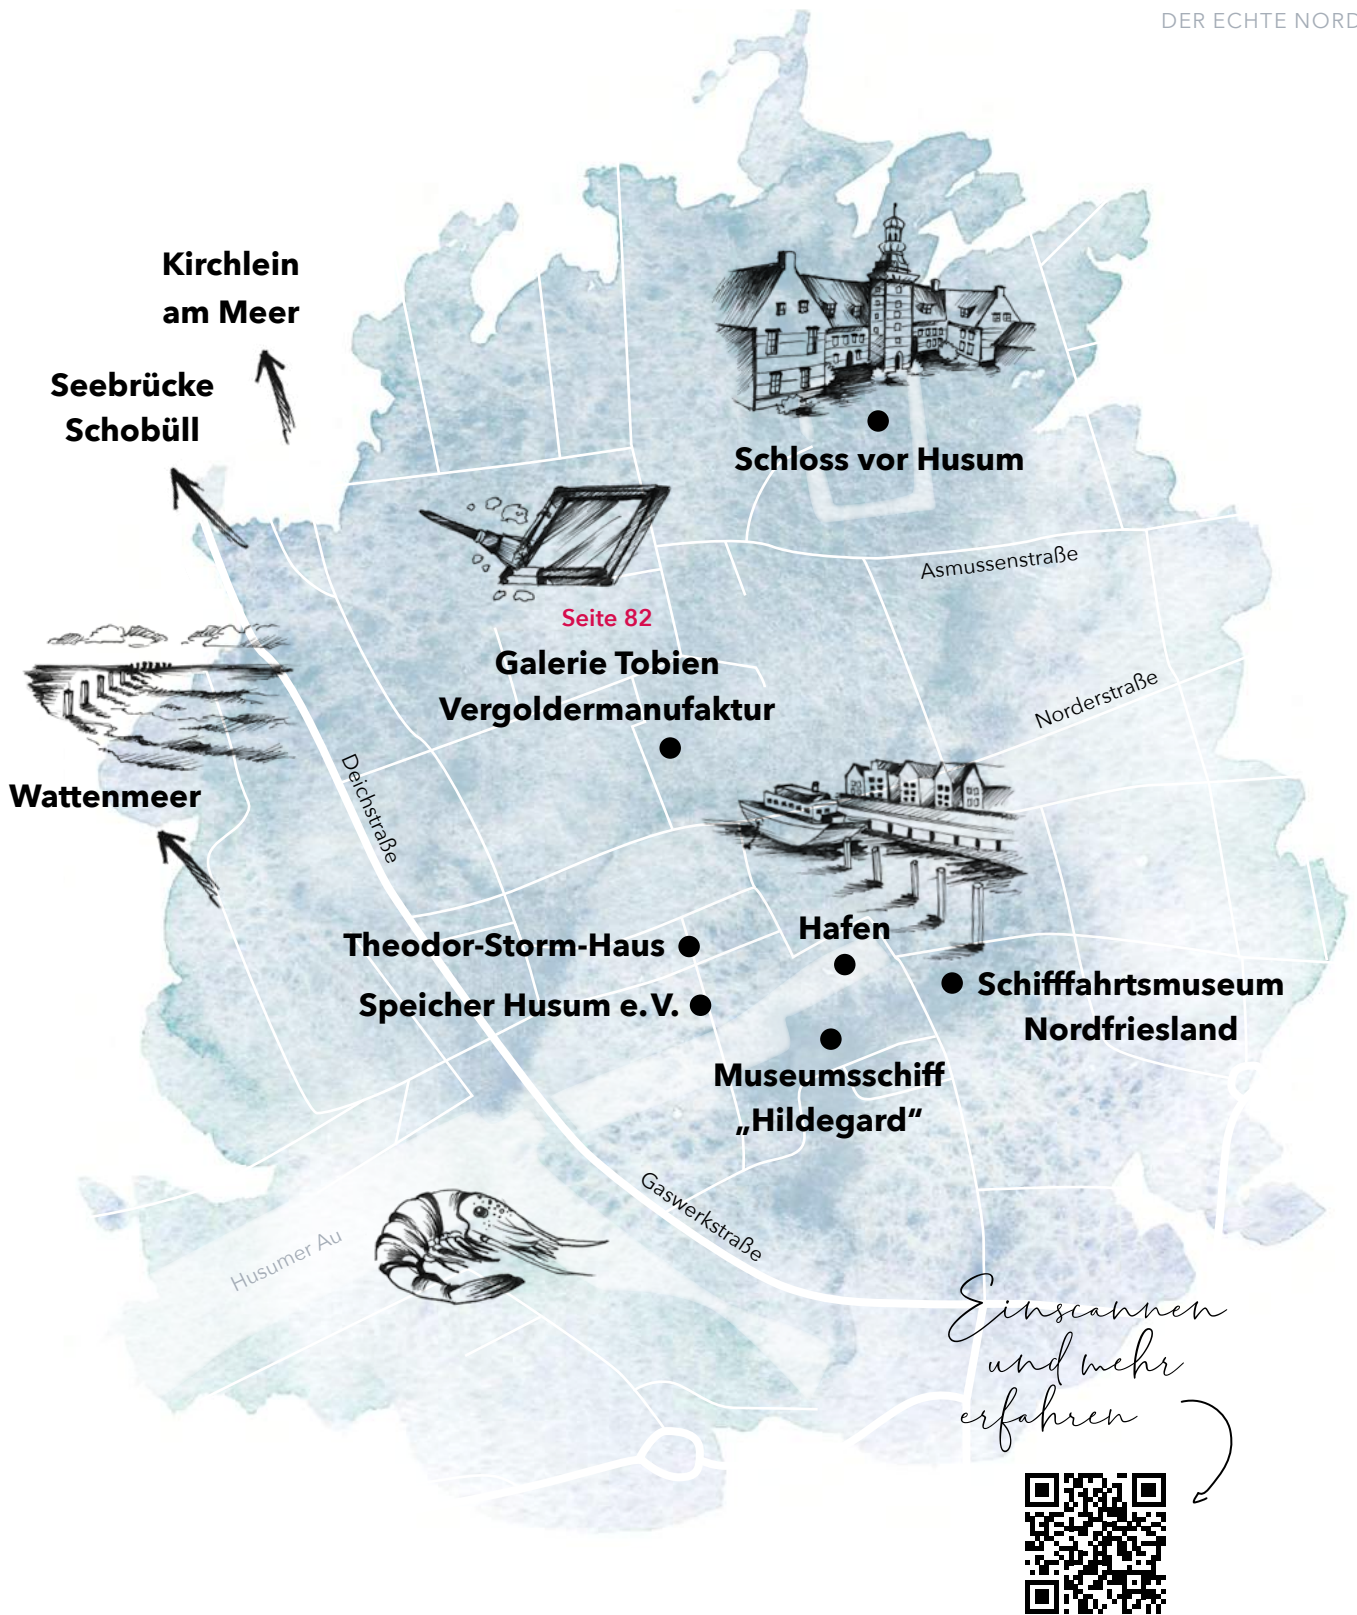 DER ECHTE NORD
Kirchlein
am Meer
Seebrücke
Schobüll
Schloss vor Husum
Asmussenstraße
Seite 82
Galerie Tobien
Vergoldermanufaktur
Norderstraße
Deichstraße
Wattenmeer
Hafen
Theodor-Storm-Haus
Speicher Husum e.V.
Schifffahrtsmuseum
Nordfriesland
Museumsschiff
„Hildegard“
Gaswerkstraße
Husumer Au
Einscannen
und mehr
erfahren